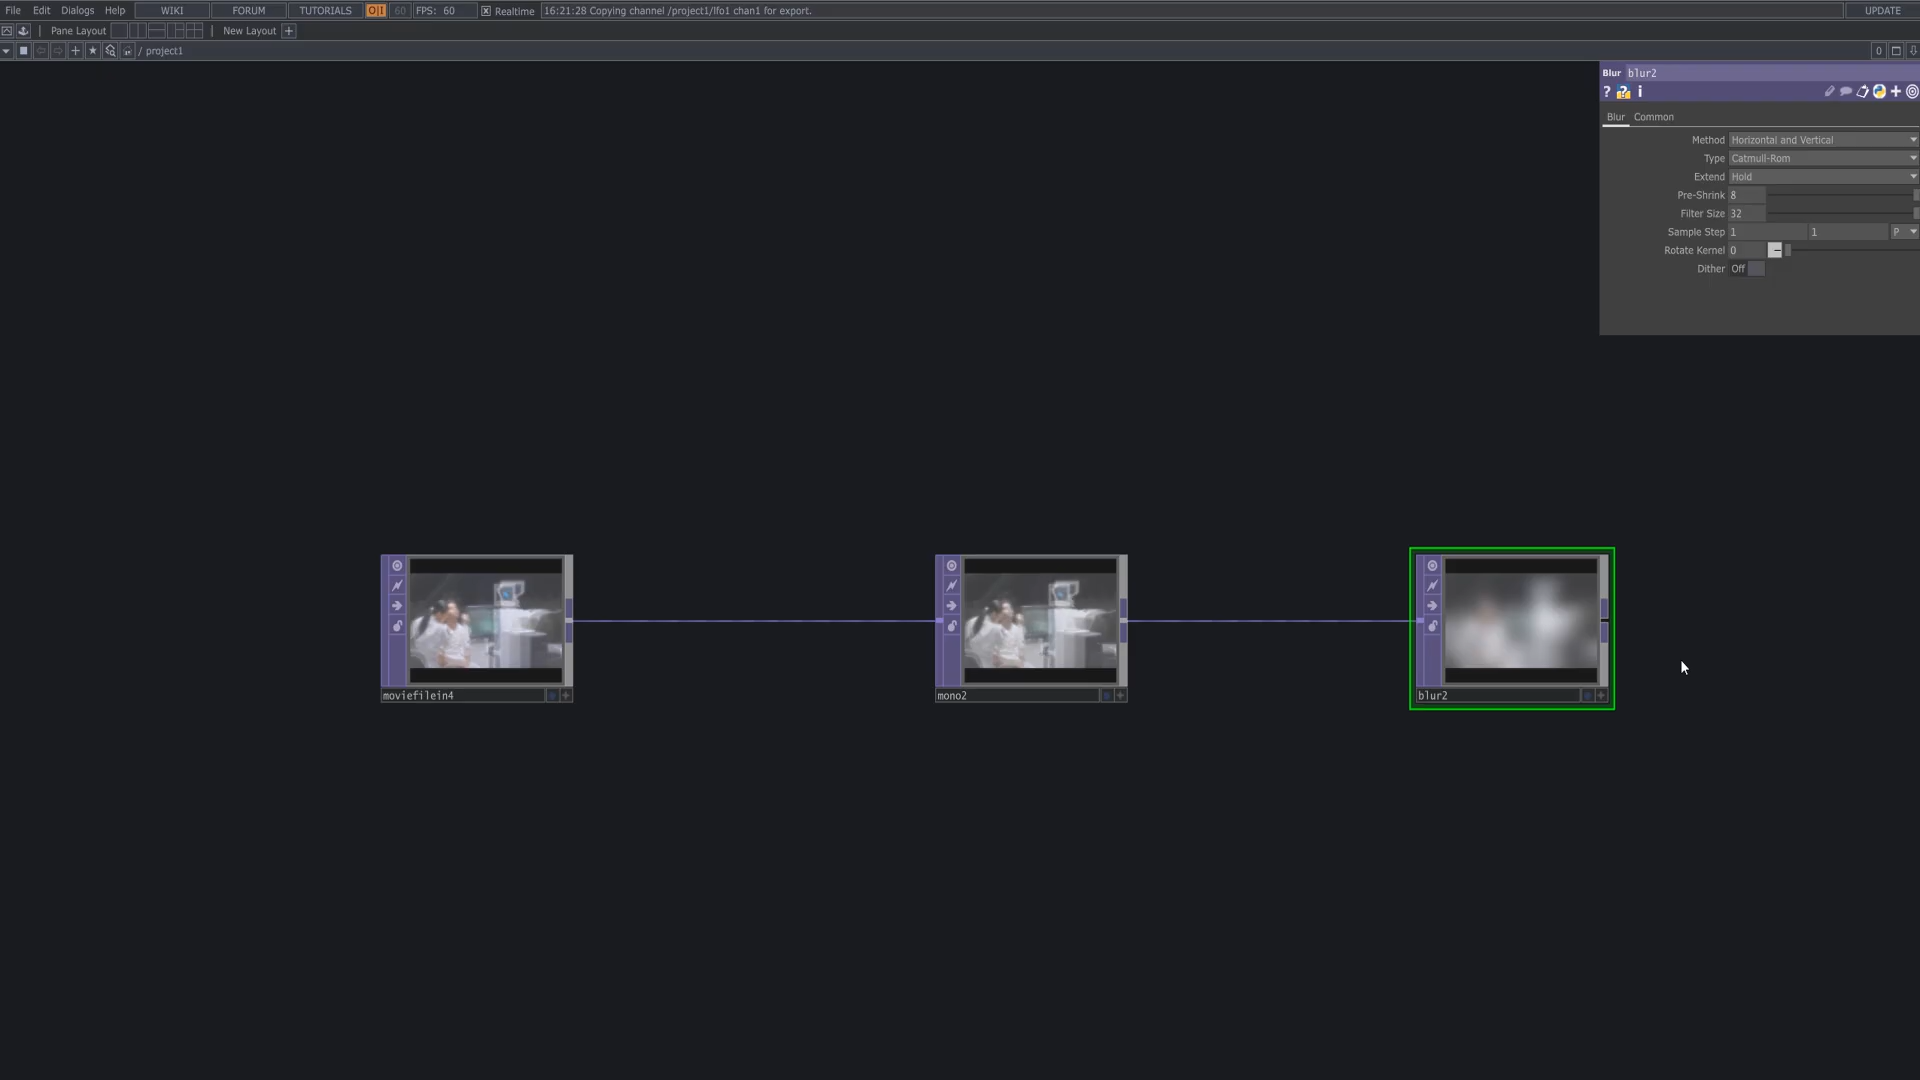 File Edit Dialogs Help WIKI FORUM TUTORIALS O|I 60 FPS: 60 Realtime 16:21:28 Copying channel /project1/lfo1 chan1 for export. UPDATE
Pane Layout New Layout +
/ project1 0
Blur blur2
? ? i
Blur Common
Method Horizontal and Vertical
Type Catmull-Rom
Extend Hold
Pre-Shrink 8
Filter Size 32
Sample Step 1 1 P
Rotate Kernel 0
Dither Off
moviefilein4 mono2 blur2